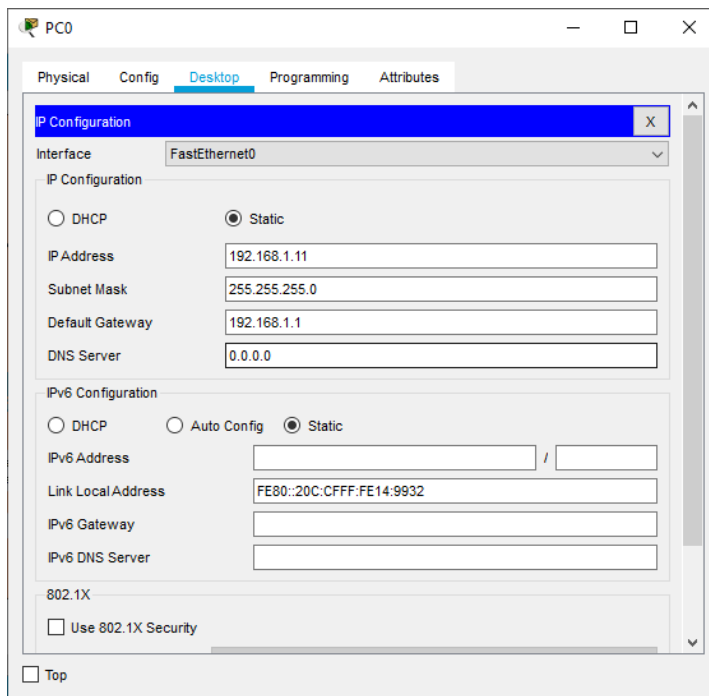 PC0
Physical Config Desktop Programming Attributes
IP Configuration X
Interface FastEthernet0
IP Configuration
DHCP Static
IP Address 192.168.1.11
Subnet Mask 255.255.255.0
Default Gateway 192.168.1.1
DNS Server 0.0.0.0
IPv6 Configuration
DHCP Auto Config Static
IPv6 Address /
Link Local Address FE80::20C:CFFF:FE14:9932
IPv6 Gateway
IPv6 DNS Server
802.1X
Use 802.1X Security
Top